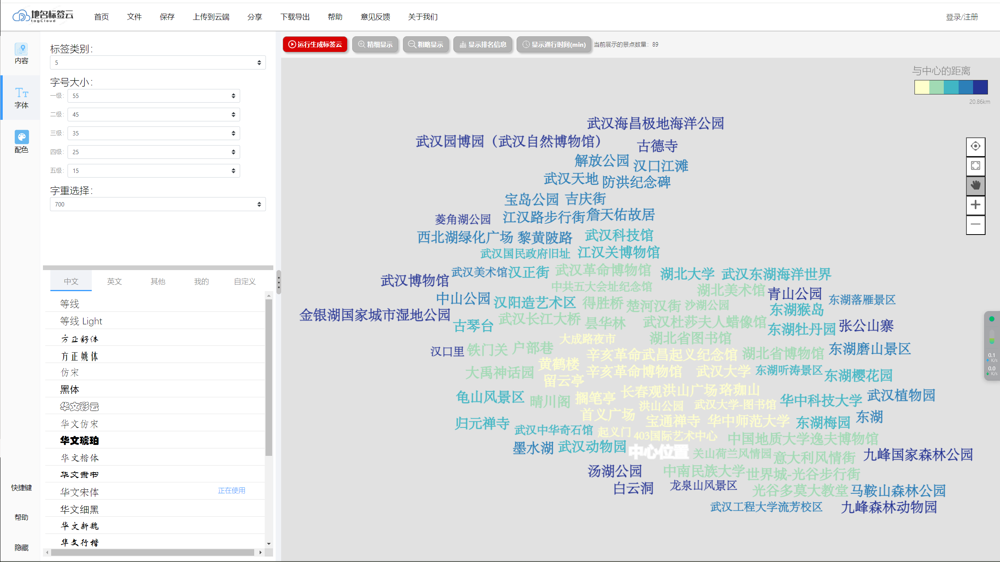 地名标签云
tagCloud
首页
文件
保存
上传到云端
分享
下载导出
帮助
意见反馈
关于我们
登录/注册
内容
字体
配色
快捷键
帮助
隐藏
标签类别：
5
字号大小：
一级：
55
二级：
45
三级：
35
四级：
25
五级：
15
字重选择：
700
中文
英文
其他
我的
自定义
等线
等线 Light
方正舒体
方正姚体
仿宋
黑体
华文彩云
华文仿宋
华文琥珀
华文楷体
华文隶书
华文宋体
正在使用
华文细黑
华文新魏
华文行楷
运行生成标签云
精细显示
粗略显示
显示排名信息
显示通行时间(min)
当前展示的景点数量：89
与中心的距离
20.86km
武汉海昌极地海洋公园
武汉园博园（武汉自然博物馆）
古德寺
解放公园
汉口江滩
武汉天地
防洪纪念碑
宝岛公园
吉庆街
菱角湖公园
江汉路步行街
詹天佑故居
西北湖绿化广场
黎黄陂路
武汉科技馆
武汉国民政府旧址
江汉关博物馆
武汉博物馆
武汉美术馆
汉正街
武汉革命博物馆
湖北大学
武汉东湖海洋世界
中共五大会址纪念馆
湖北美术馆
青山公园
东湖落雁景区
中山公园
汉阳造艺术区
得胜桥
楚河汉街
沙湖公园
东湖猴岛
金银湖国家城市湿地公园
古琴台
武汉长江大桥
昙华林
武汉杜莎夫人蜡像馆
东湖牡丹园
张公山寨
大成路夜市
湖北省图书馆
汉口里
铁门关
户部巷
辛亥革命武昌起义纪念馆
湖北省博物馆
东湖磨山景区
大禹神话园
黄鹤楼
辛亥革命博物馆
武汉大学
东湖听涛景区
东湖樱花园
留云亭
龟山风景区
晴川阁
搁笔亭
长春观
洪山广场
珞珈山
华中科技大学
武汉植物园
首义广场
洪山公园
武汉大学-图书馆
归元禅寺
武汉中华奇石馆
起义门
宝通禅寺
华中师范大学
东湖梅园
东湖
403国际艺术中心
中国地质大学逸夫博物馆
墨水湖
武汉动物园
中心位置
关山荷兰风情园
意大利风情街
九峰国家森林公园
汤湖公园
中南民族大学
世界城-光谷步行街
白云洞
龙泉山风景区
光谷多莫大教堂
马鞍山森林公园
武汉工程大学流芳校区
九峰森林动物园
0.1
K/s
0.0
K/s